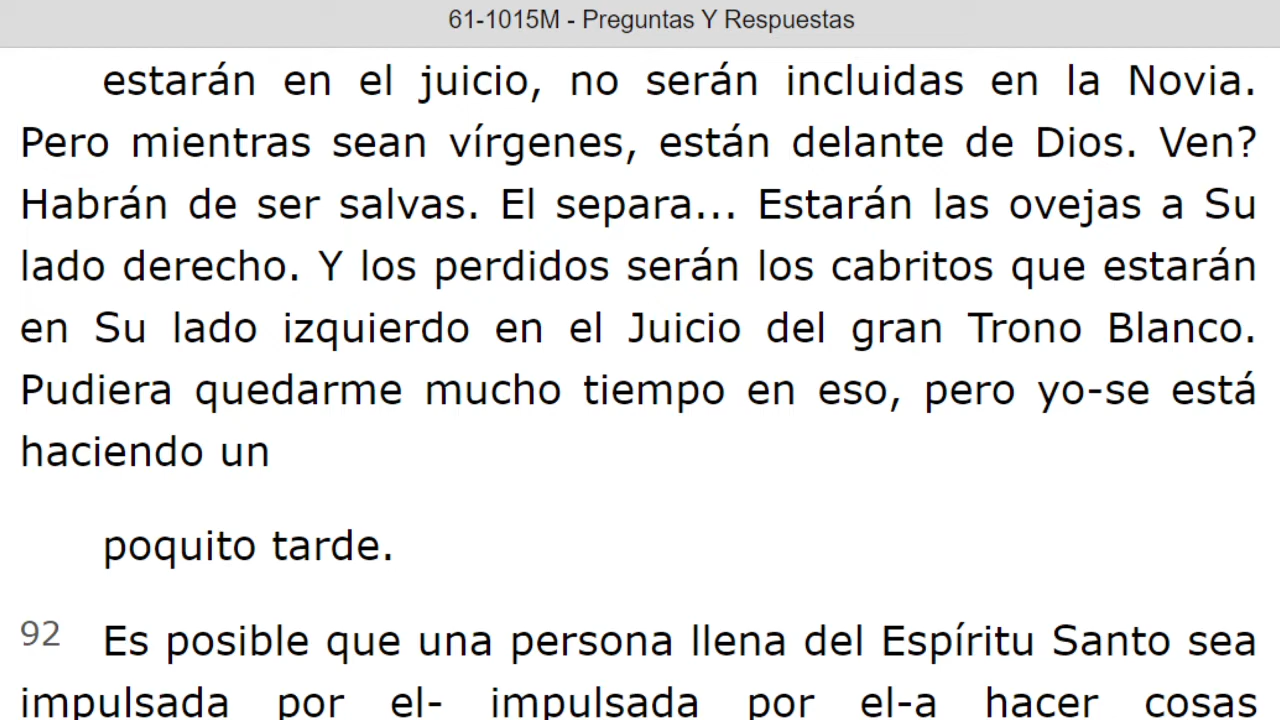 61-1015M - Preguntas Y Respuestas
estarán en el juicio, no serán incluidas en la Novia.
Pero mientras sean vírgenes, están delante de Dios. Ven?
Habrán de ser salvas. El separa... Estarán las ovejas a Su
lado derecho. Y los perdidos serán los cabritos que estarán
en Su lado izquierdo en el Juicio del gran Trono Blanco.
Pudiera quedarme mucho tiempo en eso, pero yo-se está
haciendo un
poquito tarde.
92 Es posible que una persona llena del Espíritu Santo sea
impulsada por el- impulsada por el-a hacer cosas